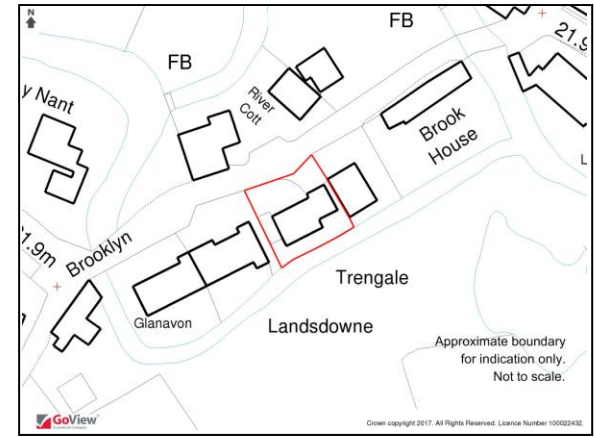 N
FB
FB
21.9
y Nant
River
Cott
Brook
House
L
1.9m
Brooklyn
Trengale
Glanavon
Landsdowne
Approximate boundary
for indication only.
Not to scale.
GoView
Crown copyright 2017. All Rights Reserved. Licence Number 100022432.